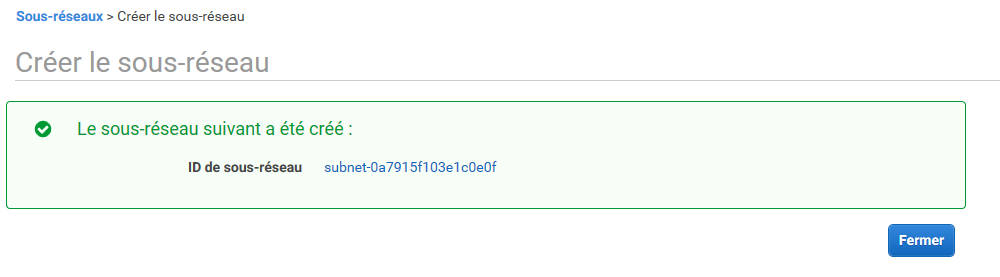 Sous-réseaux > Créer le sous-réseau
Créer le sous-réseau
Le sous-réseau suivant a été créé :
ID de sous-réseau subnet-0a7915f103e1c0e0f
Fermer